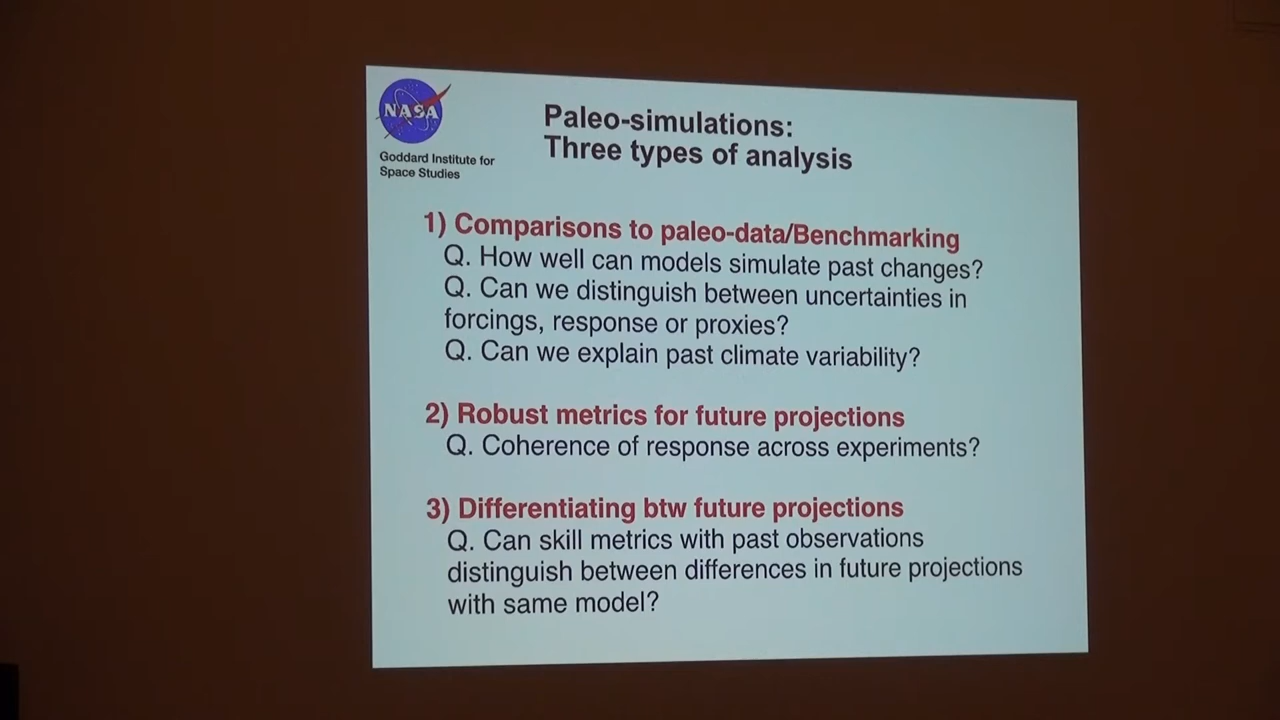 NASA
Goddard Institute for
Space Studies
Paleo-simulations:
Three types of analysis
1) Comparisons to paleo-data/Benchmarking
Q. How well can models simulate past changes?
Q. Can we distinguish between uncertainties in
forcings, response or proxies?
Q. Can we explain past climate variability?
2) Robust metrics for future projections
Q. Coherence of response across experiments?
3) Differentiating btw future projections
Q. Can skill metrics with past observations
distinguish between differences in future projections
with same model?